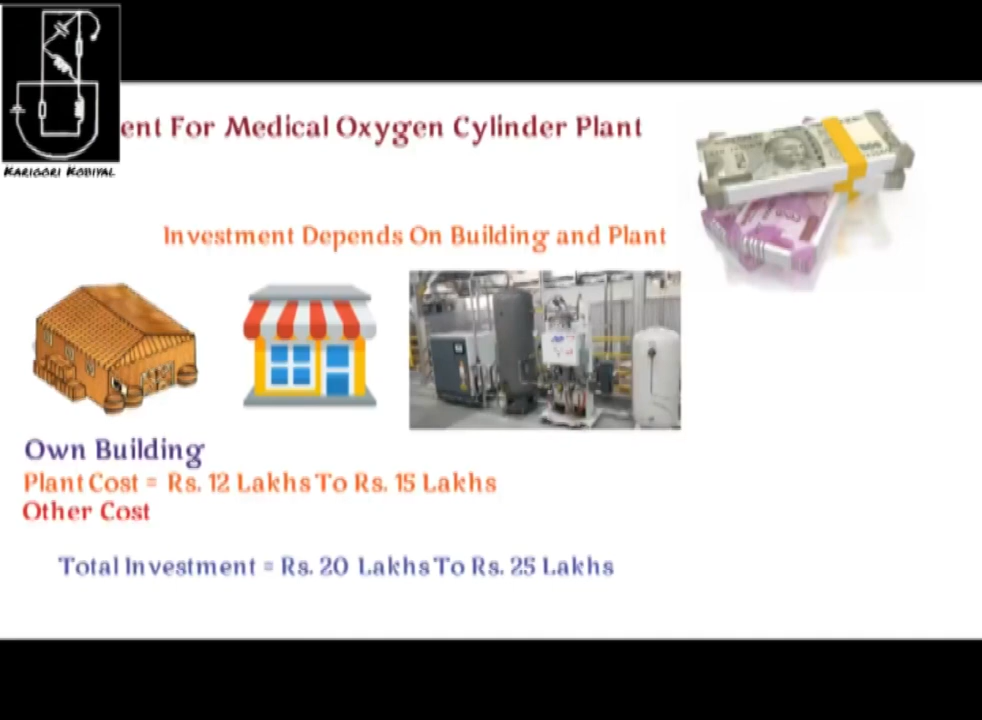 KARIGORI KOBIYAL
ent For Medical Oxygen Cylinder Plant
Investment Depends On Building and Plant
Own Building
Plant Cost = Rs. 12 Lakhs To Rs. 15 Lakhs
Other Cost
Total Investment = Rs. 20 Lakhs To Rs. 25 Lakhs